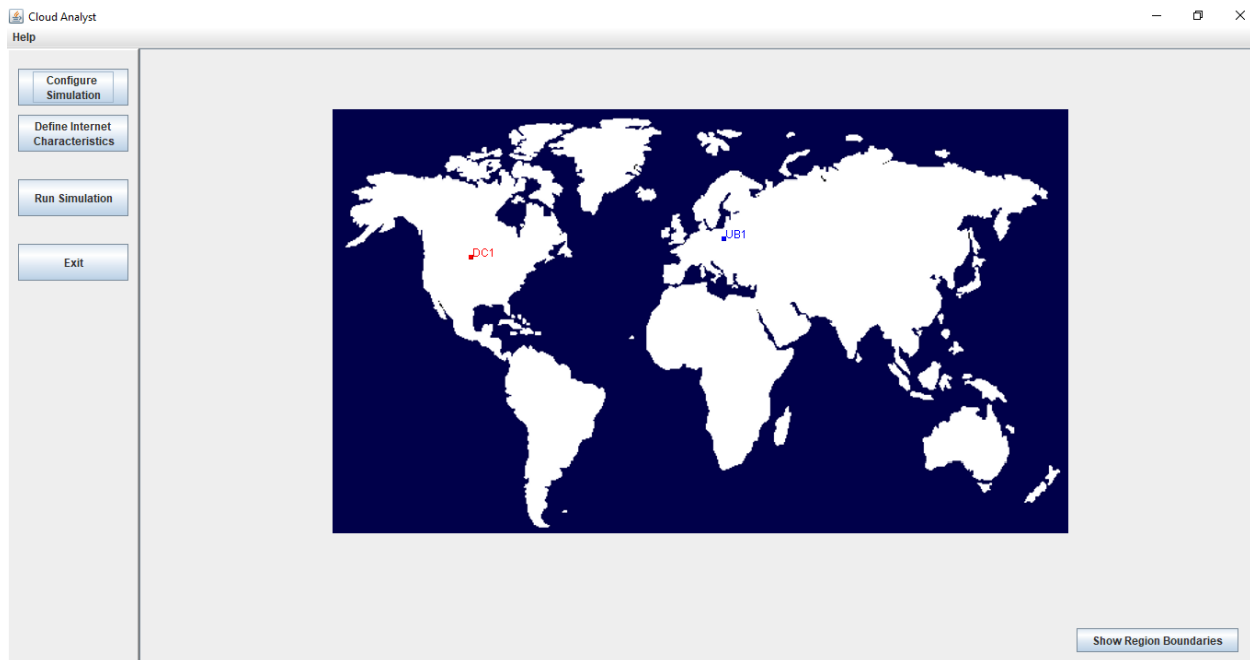 Cloud Analyst
Help
Configure
Simulation
Define Internet
Characteristics
Run Simulation
Exit
DC1
UB1
Show Region Boundaries